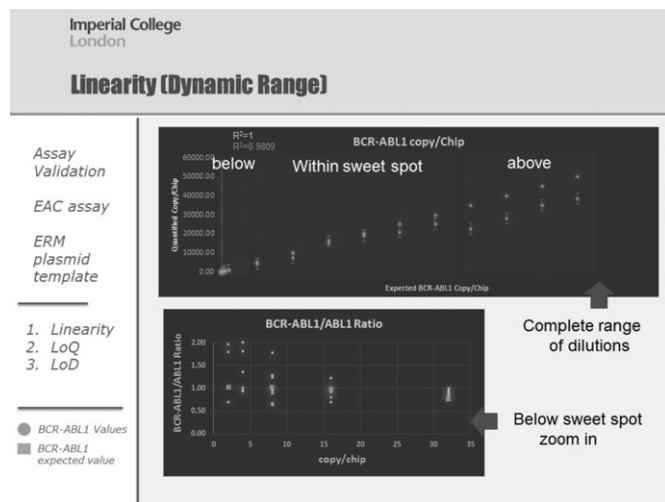 Imperial College
London
Linearity (Dynamic Range)
Assay
Validation
EAC assay
ERM
plasmid
template
1. Linearity
2. LoQ
3. LoD
BCR-ABL1 Values
BCR-ABL1
expected value
R²=1
R²=0.9809
BCR-ABL1 copy/Chip
below
Within sweet spot
above
Quantified Copy/Chip
60000.00
50000.00
40000.00
30000.00
20000.00
10000.00
0.00
Expected BCR-ABL1 Copy/Chip
Complete range
of dilutions
BCR-ABL1/ABL1 Ratio
BCR-ABL1/ABL1 Ratio
2.00
1.50
1.00
0.50
0.00
0 5 10 15 20 25 30 35
copy/chip
Below sweet spot
zoom in